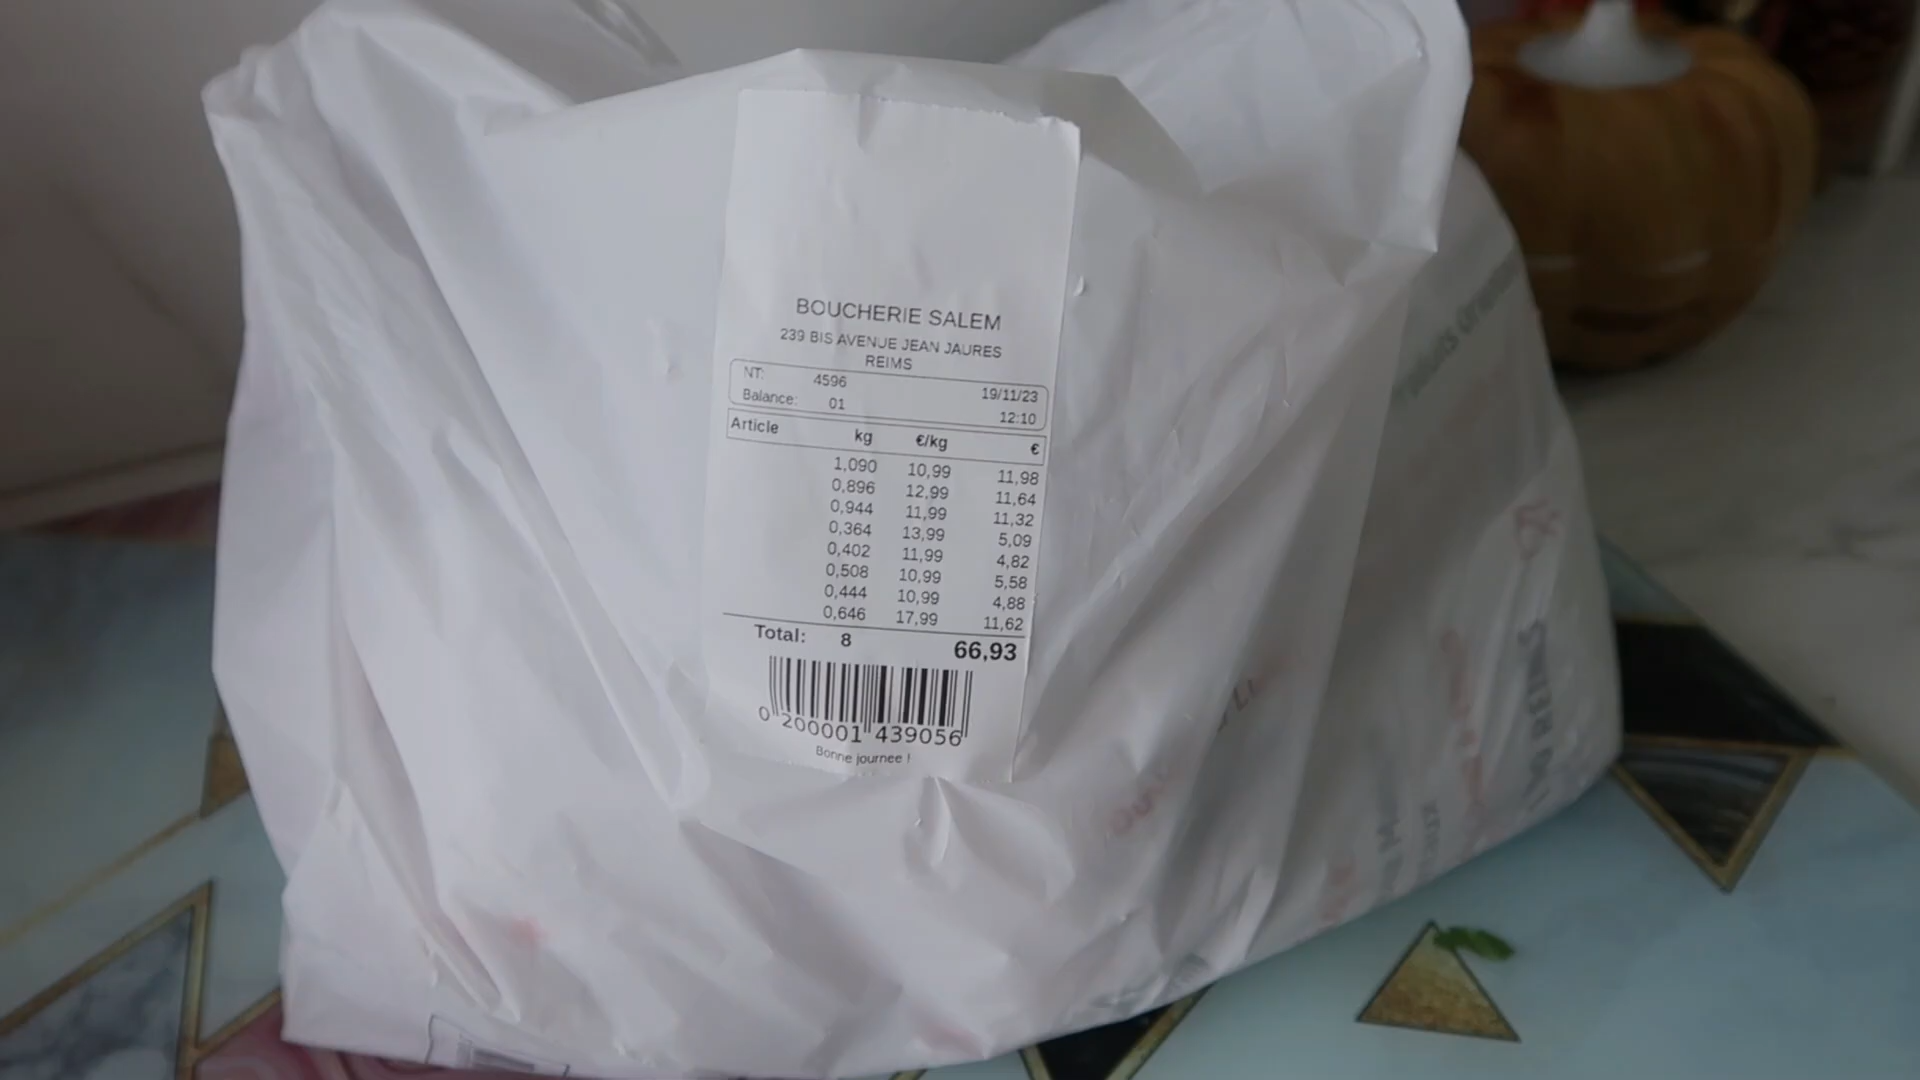 BOUCHERIE SALEM
239 BIS AVENUE JEAN JAURES
REIMS
NT: 4596 19/11/23
Balance: 01 12:10
Article kg €/kg €
1,090 10,99 11,98
0,896 12,99 11,64
0,944 11,99 11,32
0,364 13,99 5,09
0,402 11,99 4,82
0,508 10,99 5,58
0,444 10,99 4,88
0,646 17,99 11,62
Total: 8 66,93
0 200001 439056
Bonne journee !